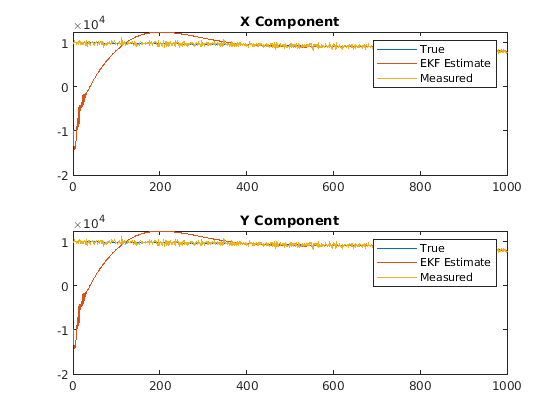 X Component
×10^4
1
0
-1
-2
0 200 400 600 800 1000
True
EKF Estimate
Measured
Y Component
×10^4
1
0
-1
-2
0 200 400 600 800 1000
True
EKF Estimate
Measured